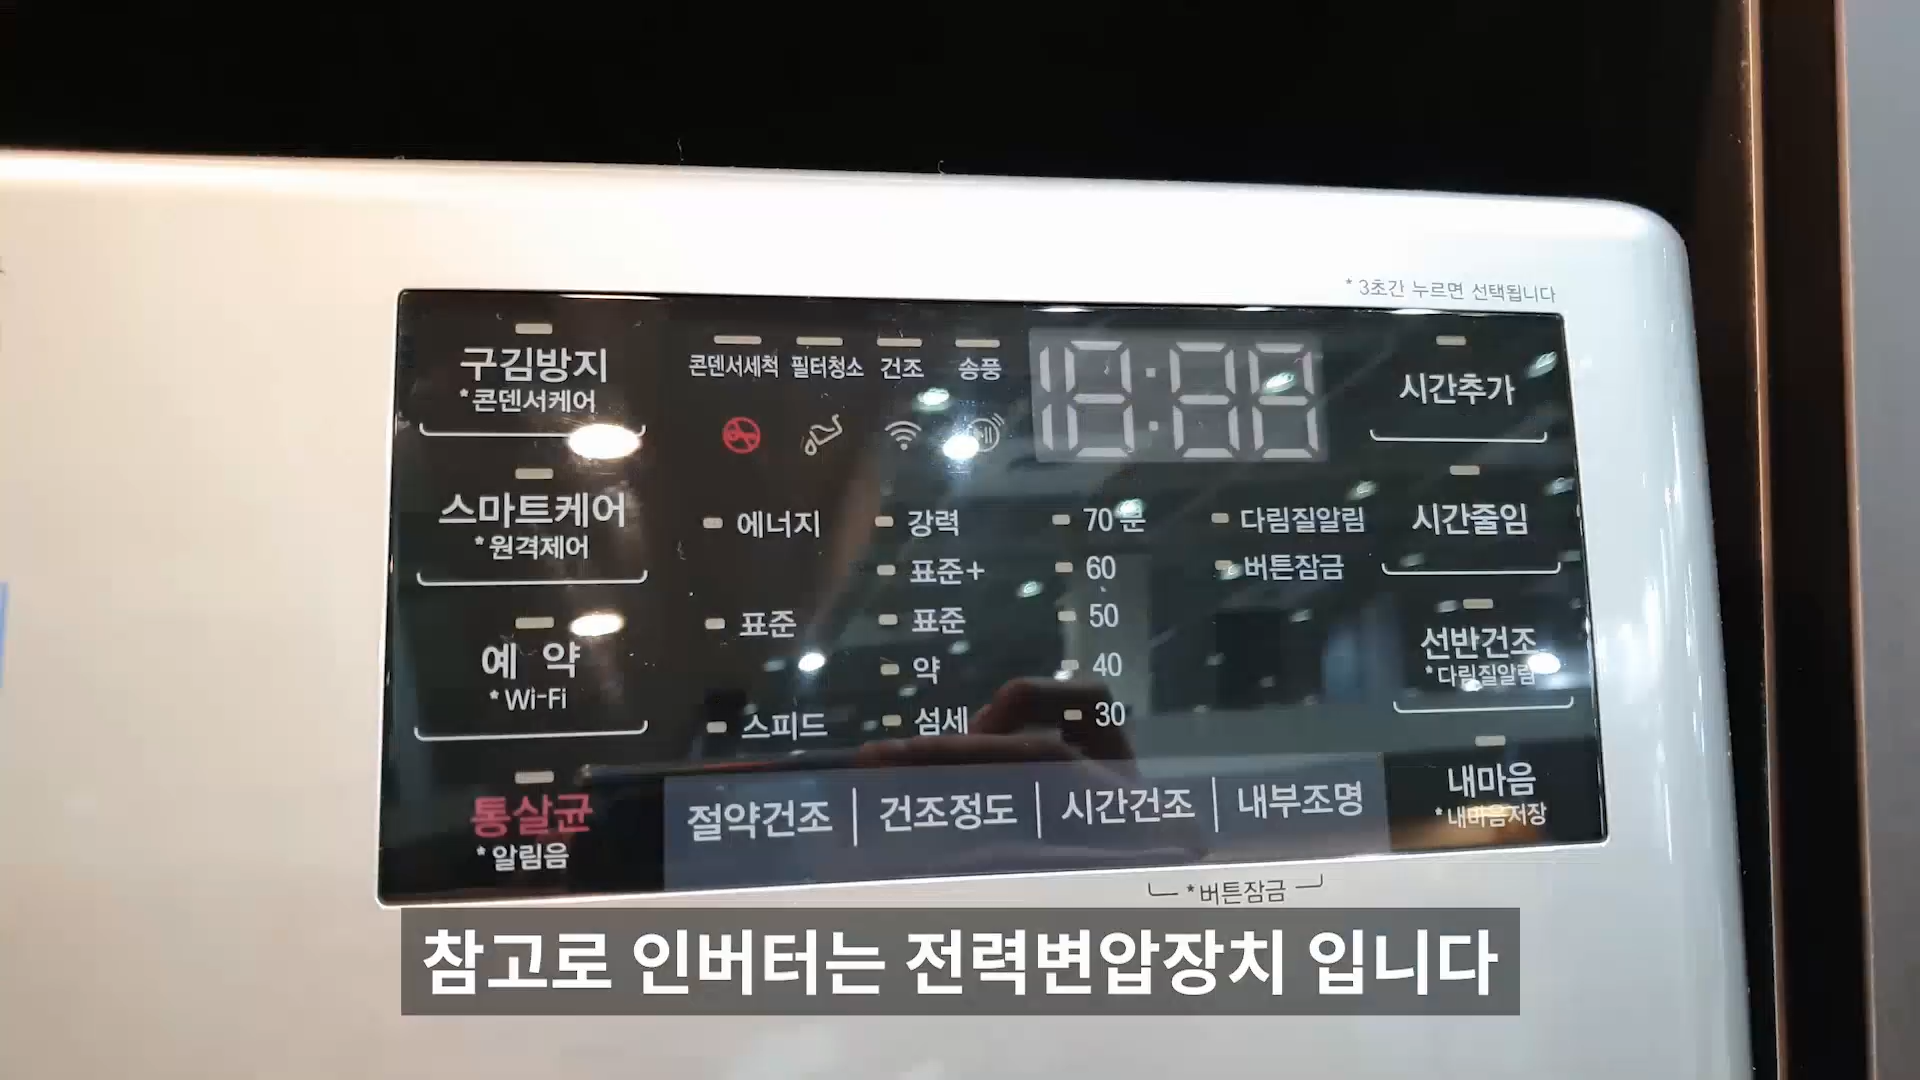 * 3초간 누르면 선택됩니다
구김방지
* 콘덴서케어
스마트케어
* 원격제어
예 약
* Wi-Fi
통살균
* 알림음
콘덴서세척 필터청소 건조 송풍
18:88
에너지
표준
스피드
강력
표준+
표준
약
섬세
70 분
60
50
40
30
다림질알림
버튼잠금
절약건조 건조정도 시간건조 내부조명
시간추가
시간줄임
선반건조
* 다림질알림
내마음
* 내마음저장
* 버튼잠금
참고로 인버터는 전력변압장치 입니다